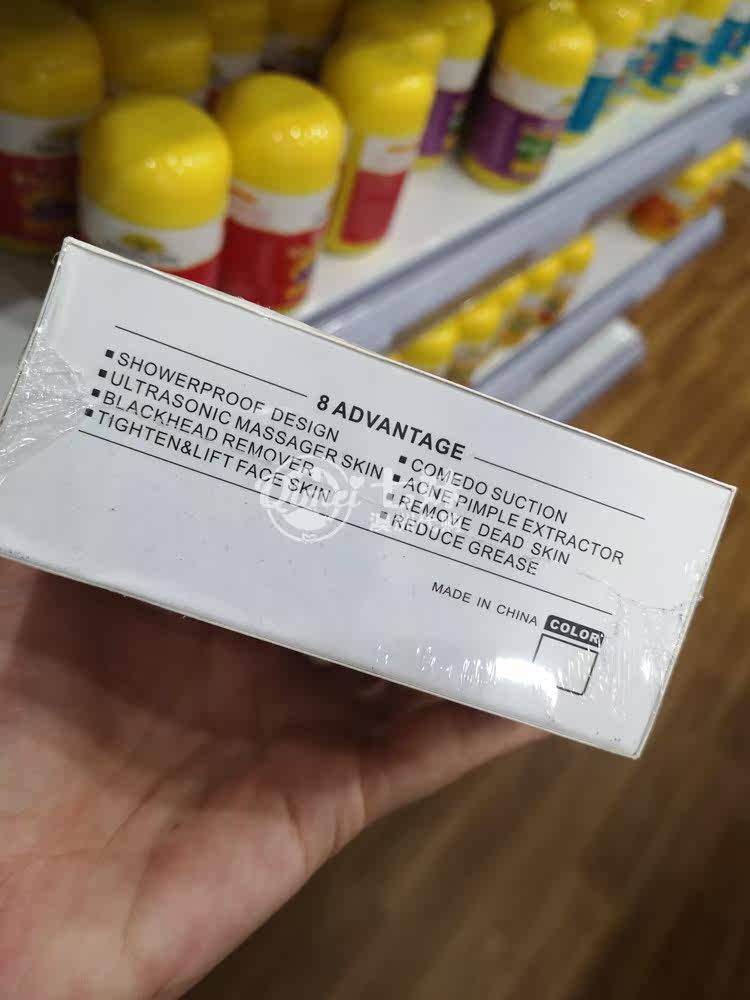 8 ADVANTAGE
SHOWERPROOF DESIGN
ULTRASONIC MASSAGER SKIN
BLACKHEAD REMOVER
TIGHTEN&LIFT FACE SKIN
COMEDO SUCTION
ACNE PIMPLE EXTRACTOR
REMOVE DEAD SKIN
REDUCE GREASE
MADE IN CHINA
COLOR